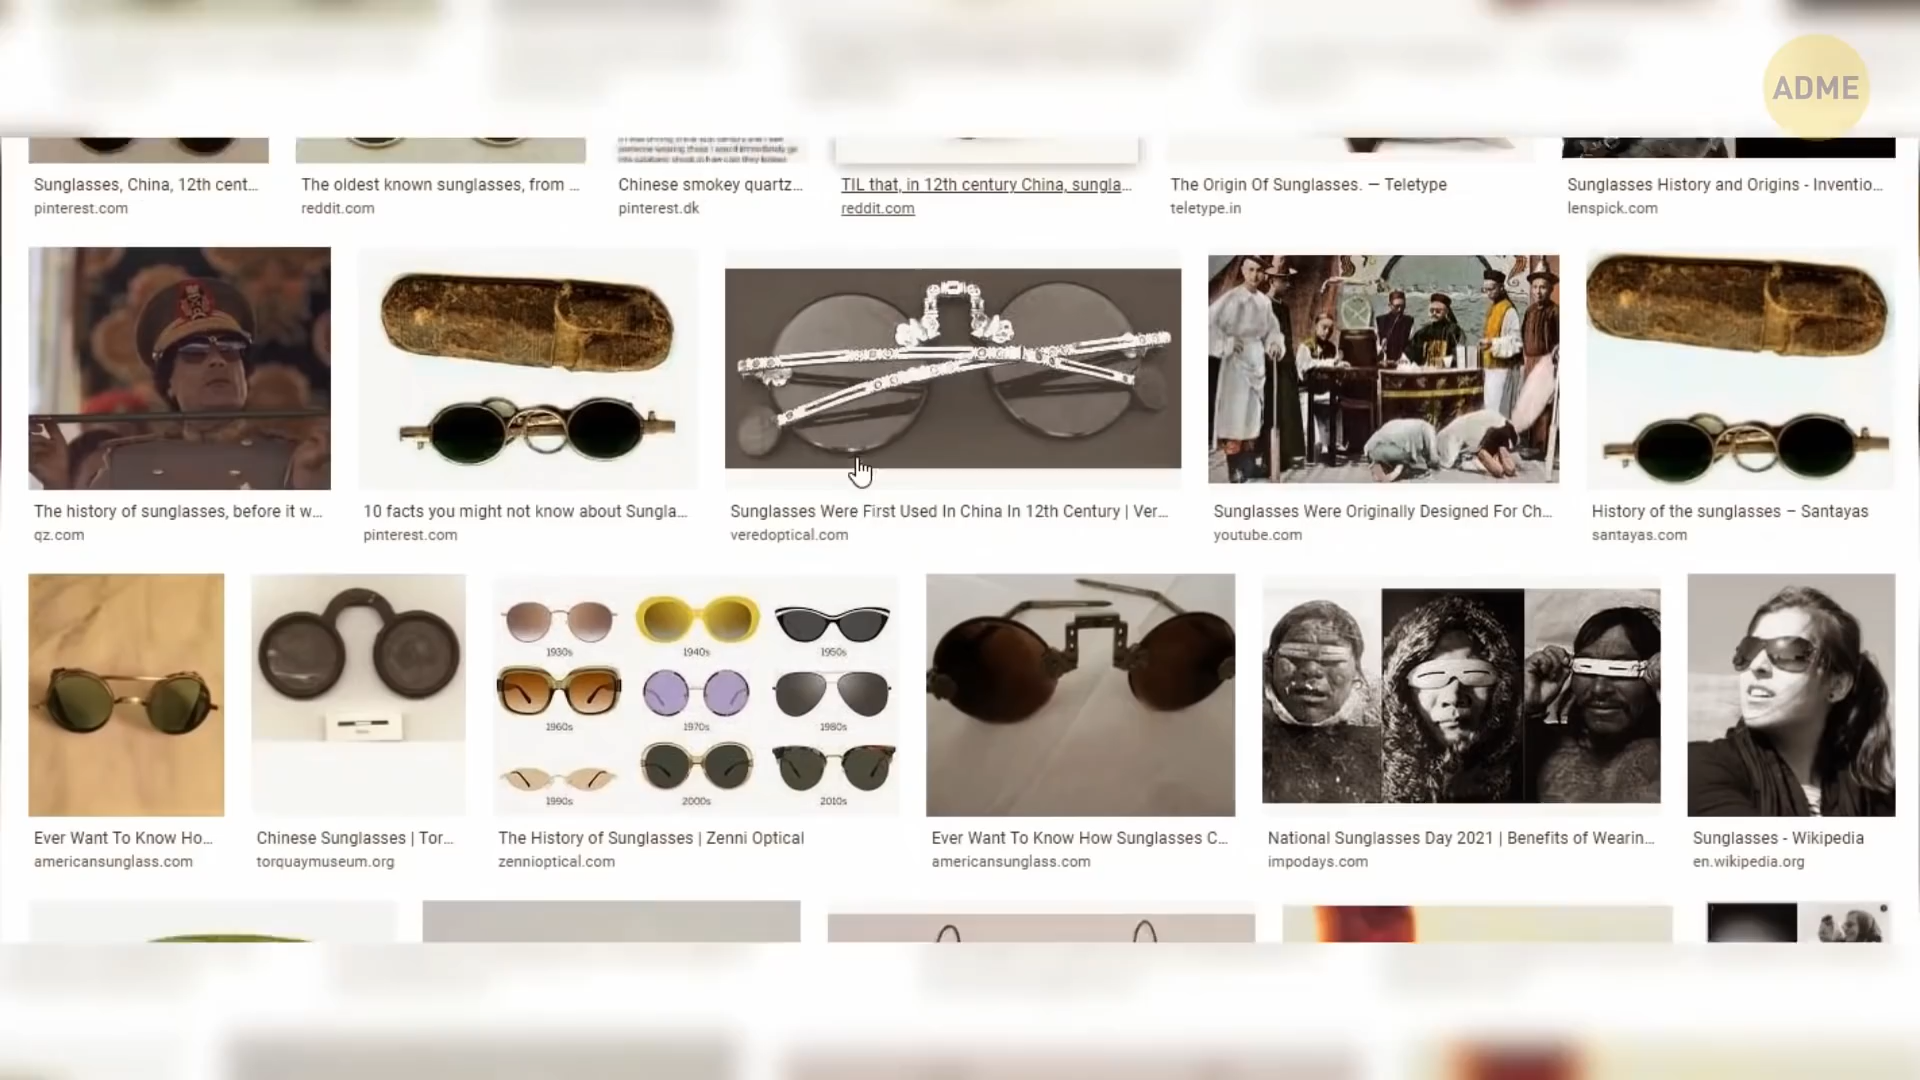 ADME
someone wearing these I would immediately go
Sunglasses, China, 12th cent...
pinterest.com
The oldest known sunglasses, from ...
reddit.com
Chinese smokey quartz...
pinterest.dk
TIL that, in 12th century China, sungla...
reddit.com
The Origin Of Sunglasses. — Teletype
teletype.in
Sunglasses History and Origins - Inventio...
lenspick.com
The history of sunglasses, before it w...
qz.com
10 facts you might not know about Sungla...
pinterest.com
Sunglasses Were First Used In China In 12th Century | Ver...
veredoptical.com
Sunglasses Were Originally Designed For Ch...
youtube.com
History of the sunglasses – Santayas
santayas.com
1930s
1940s
1950s
1960s
1970s
1980s
1990s
2000s
2010s
Ever Want To Know Ho...
americansunglass.com
Chinese Sunglasses | Tor...
torquaymuseum.org
The History of Sunglasses | Zenni Optical
zennioptical.com
Ever Want To Know How Sunglasses C...
americansunglass.com
National Sunglasses Day 2021 | Benefits of Wearin...
impodays.com
Sunglasses - Wikipedia
en.wikipedia.org